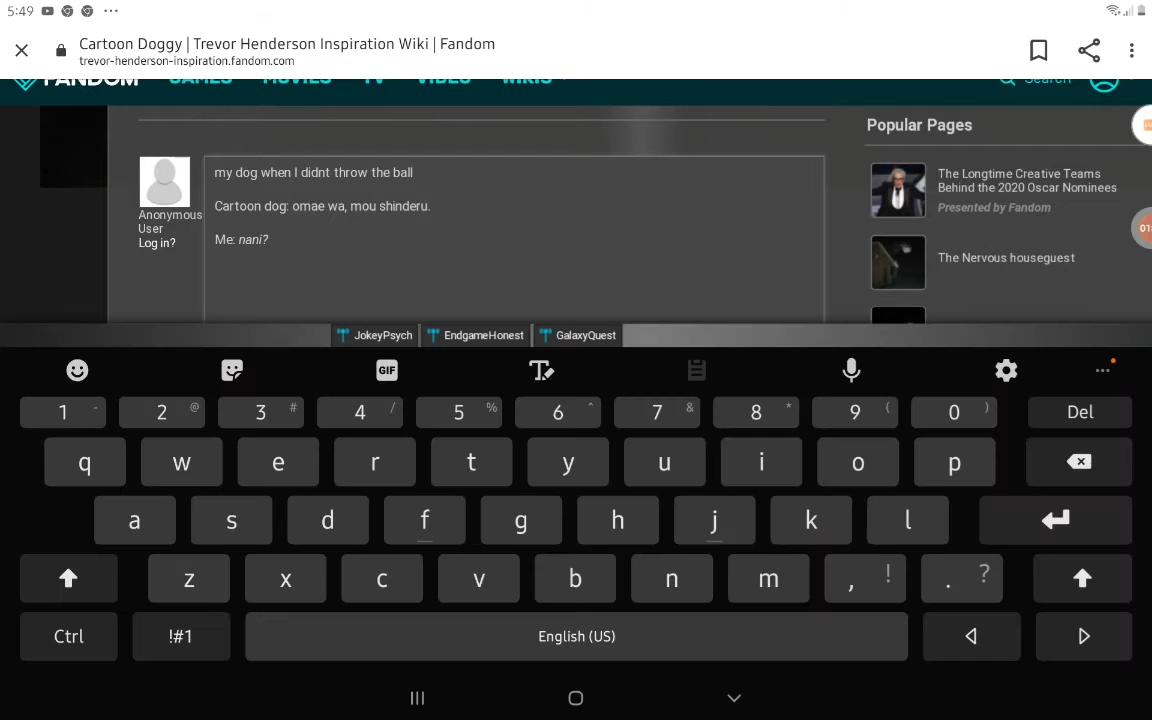 5:49
Cartoon Doggy | Trevor Henderson Inspiration Wiki | Fandom
trevor-henderson-inspiration.fandom.com
FANDOM GAMES MOVIES TV VIDEOS WIKIS Search
Popular Pages
my dog when I didnt throw the ball
Cartoon dog: omae wa, mou shinderu.
Me: nani?
Anonymous
User
Log in?
The Longtime Creative Teams
Behind the 2020 Oscar Nominees
Presented by Fandom
The Nervous houseguest
JokeyPsych EndgameHonest GalaxyQuest
GIF
1 - 2 @ 3 # 4 / 5 % 6 ^ 7 & 8 * 9 ( 0 ) Del
q w e r t y u i o p
a s d f g h j k l
z x c v b n m , ! . ?
Ctrl !#1 English (US)